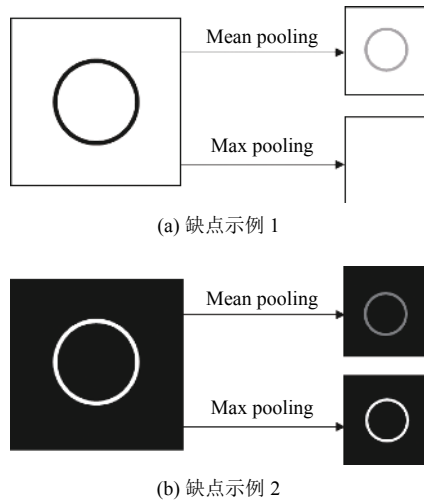 Mean pooling
Max pooling
(a) 缺点示例 1
Mean pooling
Max pooling
(b) 缺点示例 2